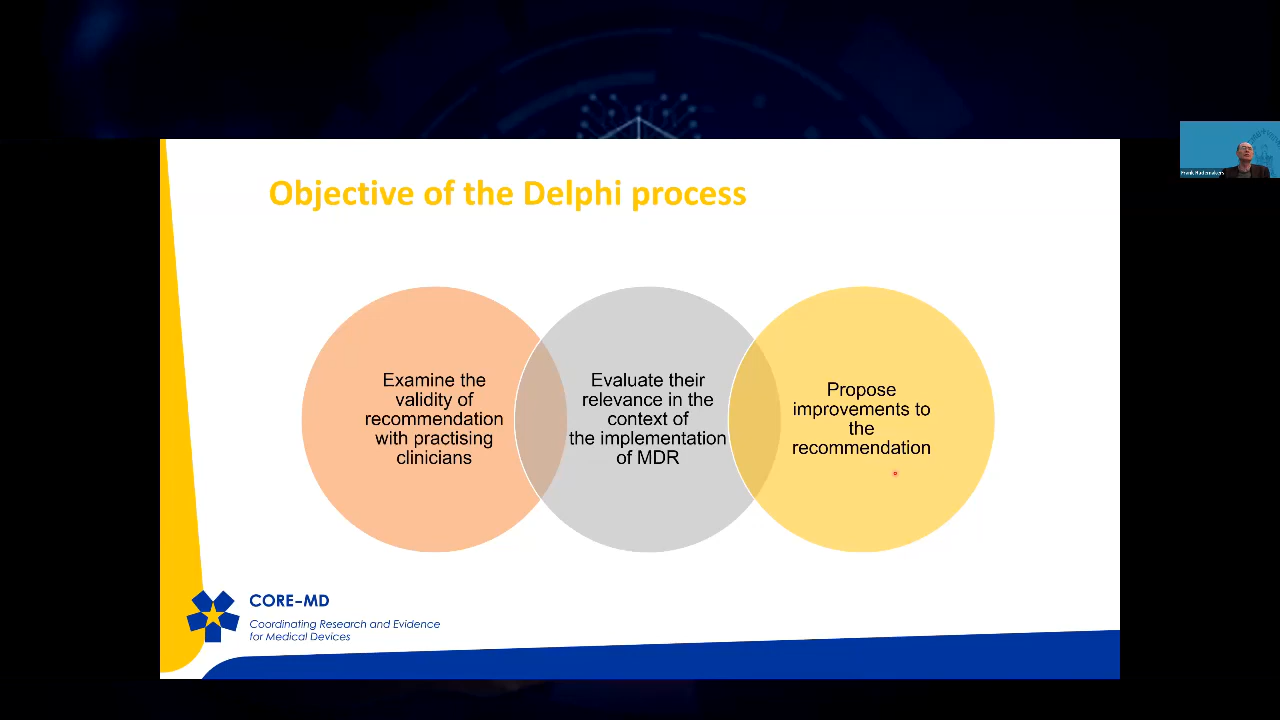 Objective of the Delphi process
Examine the
validity of
recommendation
with practising
clinicians
Evaluate their
relevance in the
context of
the implementation
of MDR
Propose
improvements to
the
recommendation
CORE–MD
Coordinating Research and Evidence
for Medical Devices
Frank Rademakers